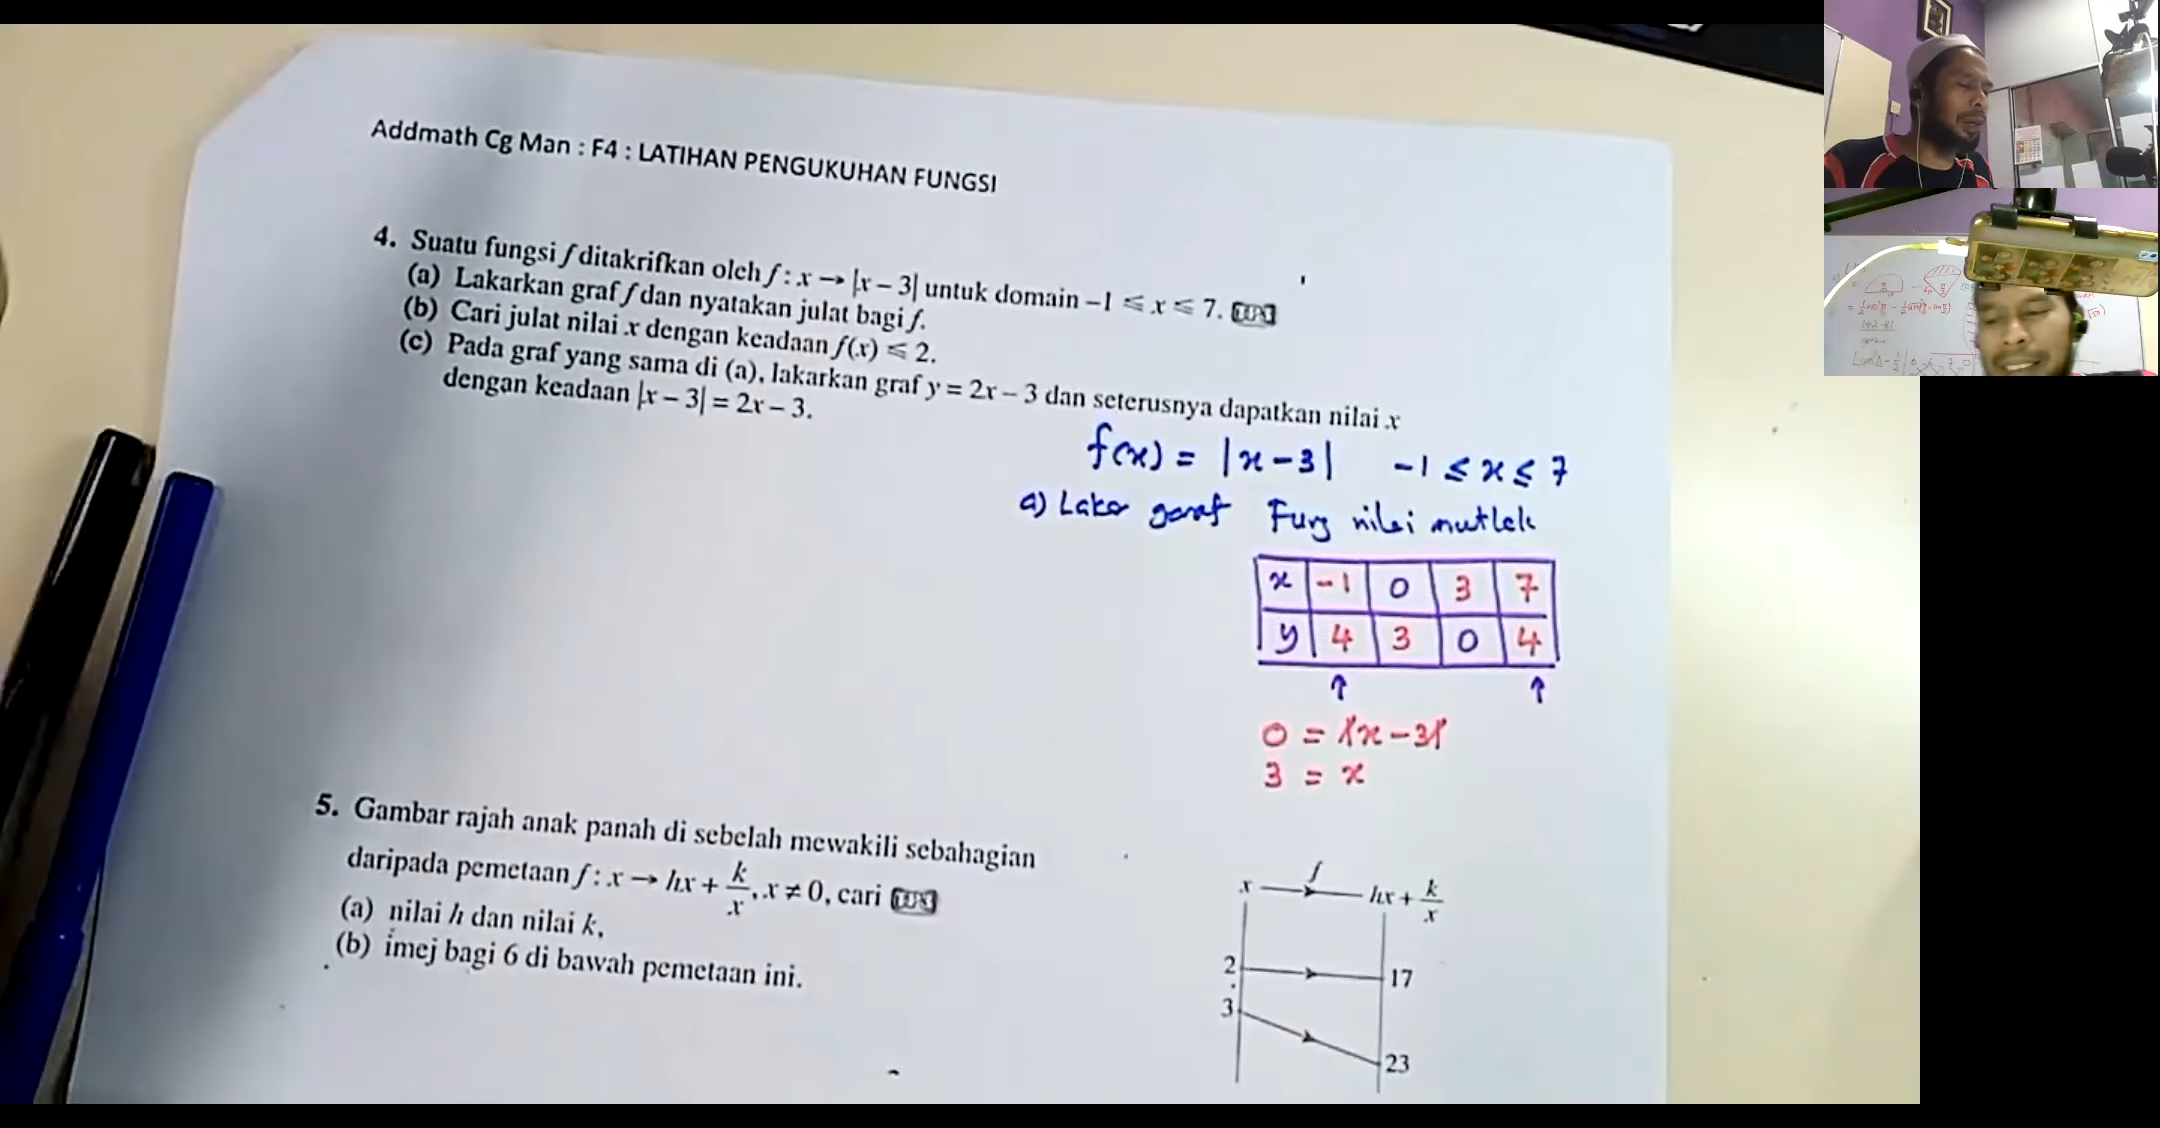 Addmath Cg Man : F4 : LATIHAN PENGUKUHAN FUNGSI
4. Suatu fungsi f ditakrifkan oleh f : x → |x – 3| untuk domain –1 ⩽ x ⩽ 7.
(a) Lakarkan graf f dan nyatakan julat bagi f.
(b) Cari julat nilai x dengan keadaan f(x) ⩽ 2.
(c) Pada graf yang sama di (a), lakarkan graf y = 2x – 3 dan seterusnya dapatkan nilai x
dengan keadaan |x – 3| = 2x – 3.
f(x) = |x – 3| –1 ≤ x ≤ 7
a) Lakar graf Fung nilai mutlak
x –1 0 3 7
y 4 3 0 4
↑ ↑
0 = |x – 3|
3 = x
5. Gambar rajah anak panah di sebelah mewakili sebahagian
daripada pemetaan f : x → hx + k/x, x ≠ 0, cari
(a) nilai h dan nilai k,
(b) imej bagi 6 di bawah pemetaan ini.
f
x hx + k/x
2 17
3
23